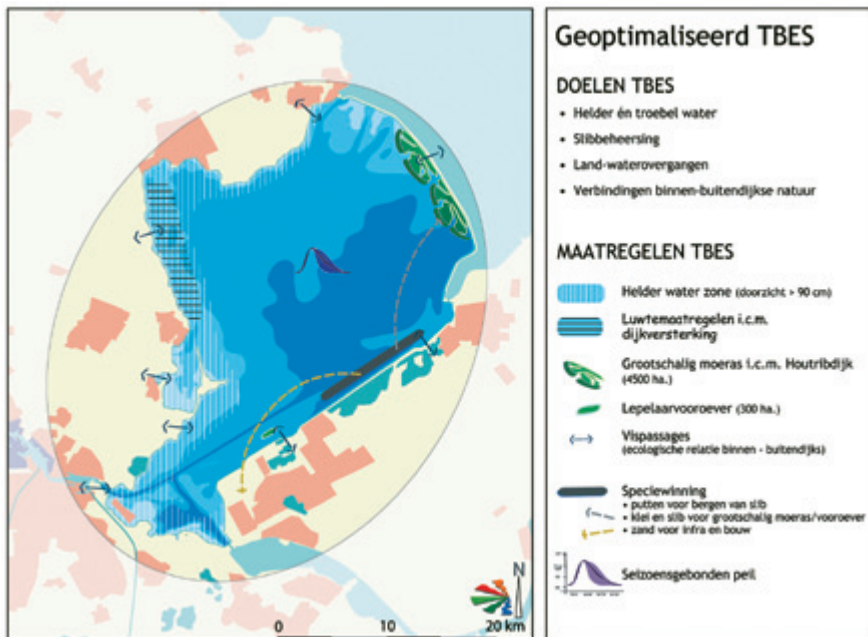 Geoptimaliseerd TBES
DOELEN TBES
• Helder én troebel water
• Slibbeheersing
• Land-waterovergangen
• Verbindingen binnen-buitendijkse natuur
MAATREGELEN TBES
Helder water zone (doorzicht > 90 cm)
Luwtemaatregelen i.c.m.
dijkversterking
Grootschalig moeras i.c.m. Houtribdijk
(4500 ha.)
Lepelaarvooroever (300 ha.)
Vispassages
(ecologische relatie binnen - buitendijks)
Speciewinning
• putten voor bergen van slib
• klei en slib voor grootschalig moeras/vooroever
• zand voor infra en bouw
Seizoensgebonden peil
N
0 10 20 km